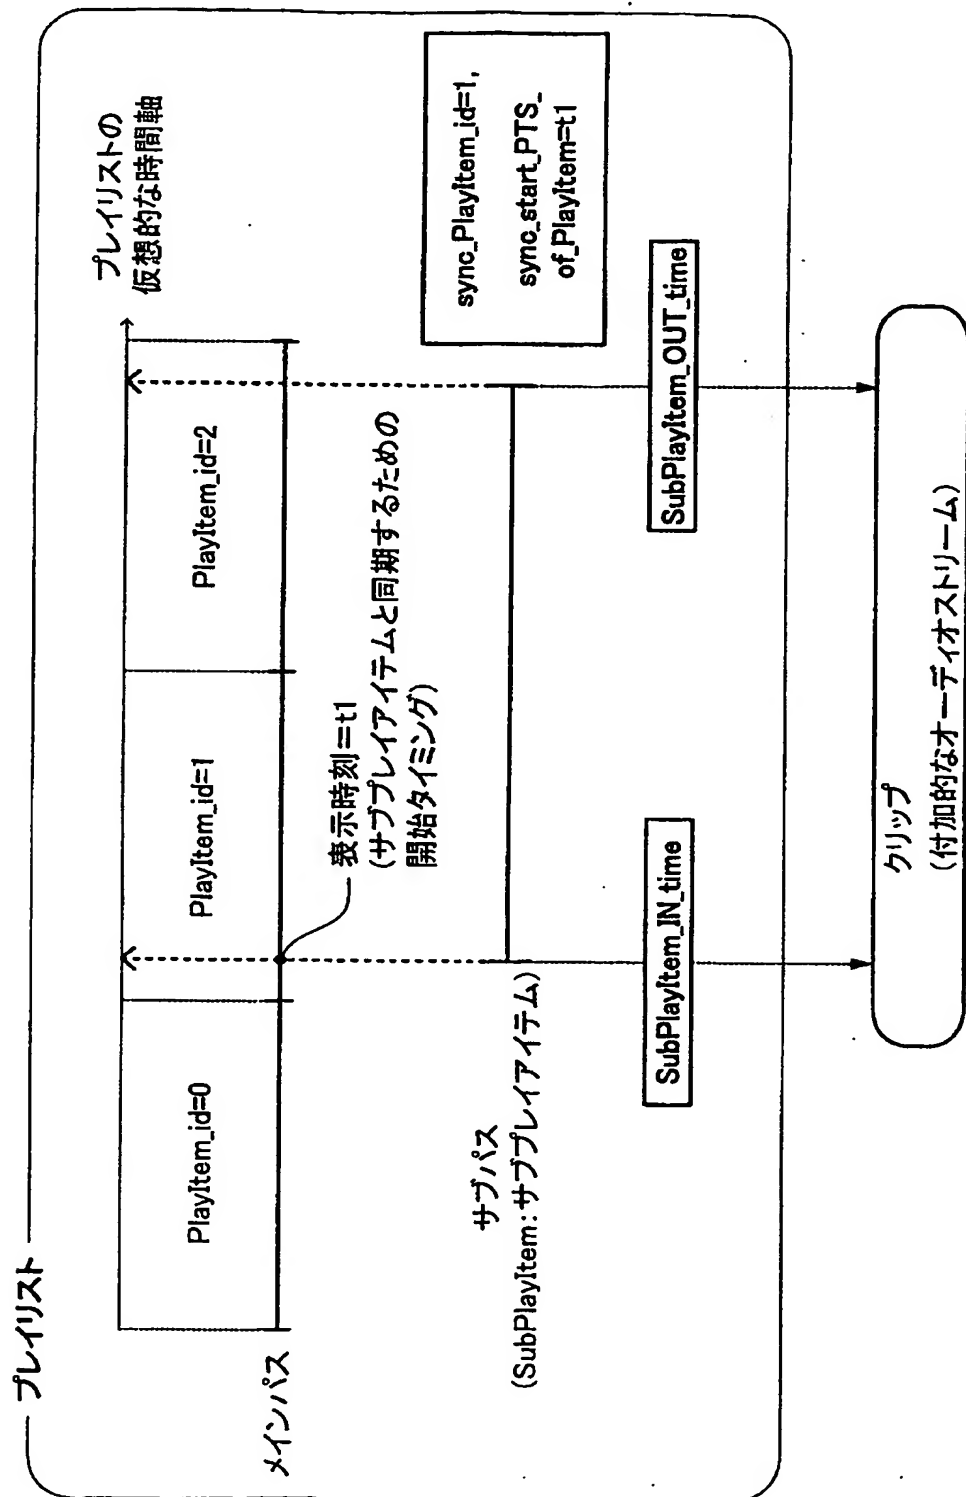 プレイリスト
プレイリストの
仮想的な時間軸
PlayItem_id=0
PlayItem_id=1
PlayItem_id=2
メインパス
表示時刻=t1
(サブプレイアイテムと同期するための
開始タイミング)
sync_PlayItem_id=1,
sync_start_PTS_
of_PlayItem=t1
サブパス
(SubPlayItem:サブプレイアイテム)
SubPlayItem_IN_time
SubPlayItem_OUT_time
クリップ
(付加的なオーディオストリーム)